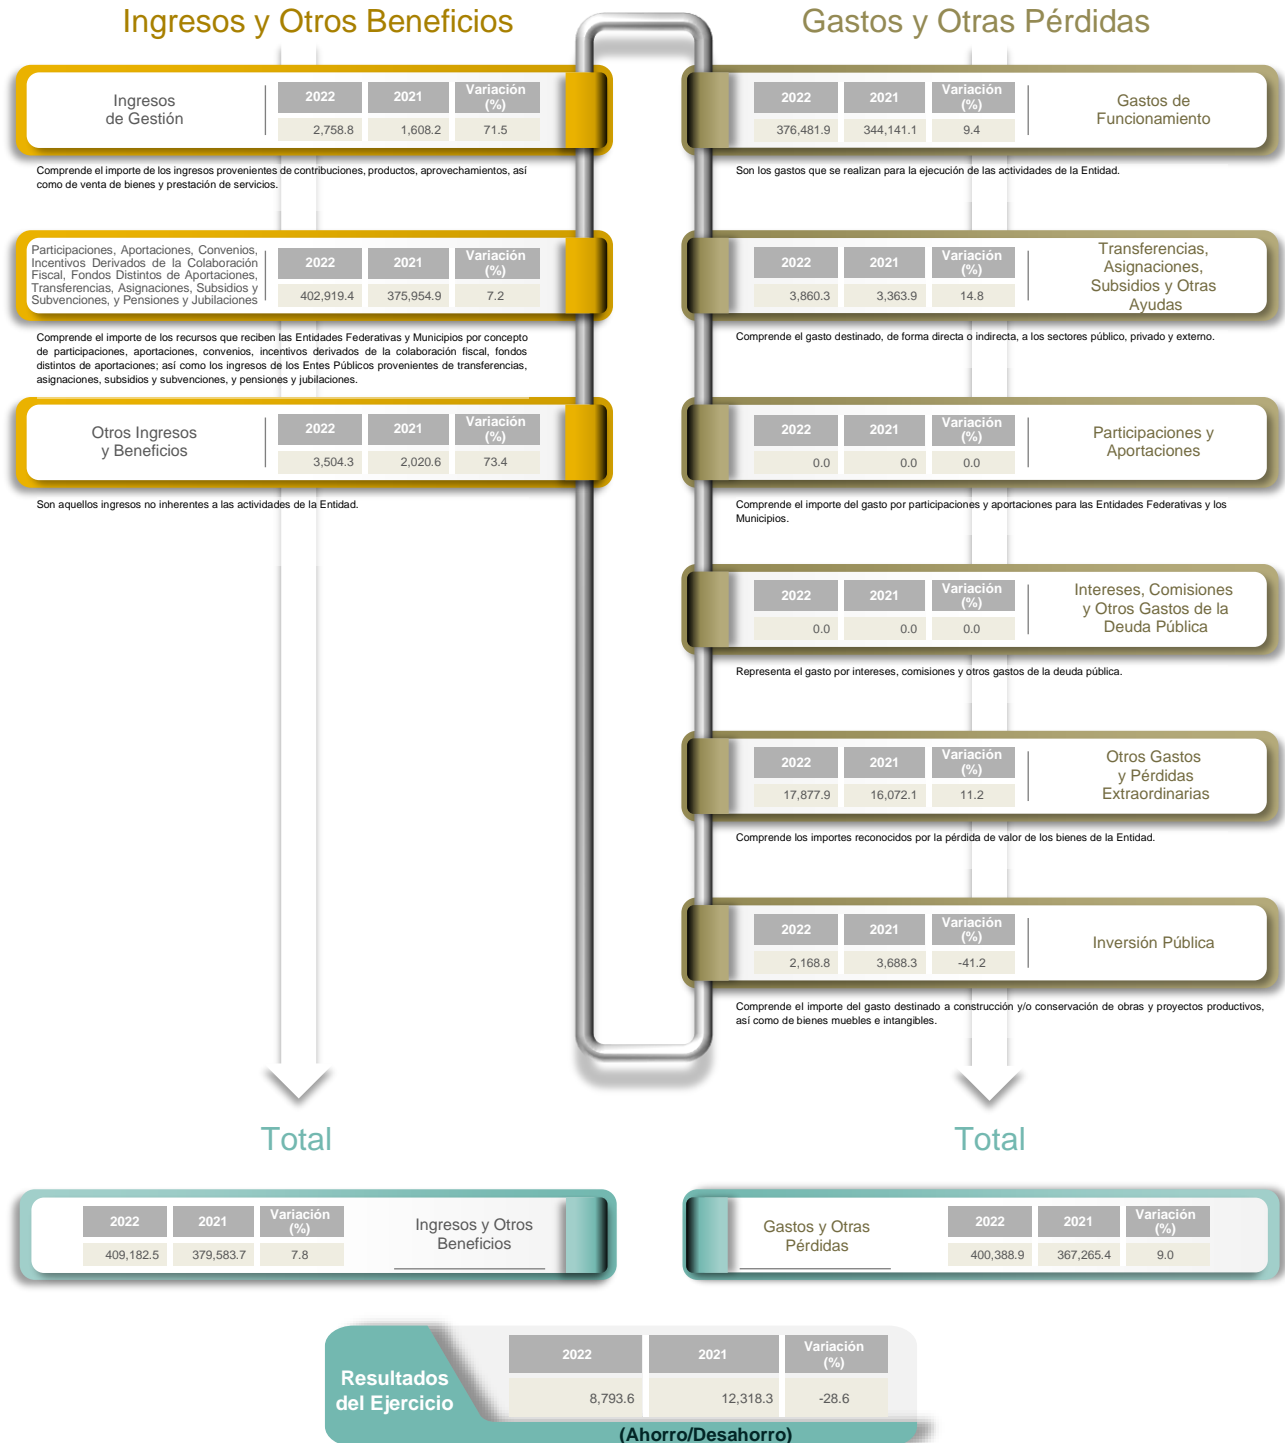 Ingresos y Otros Beneficios
Ingresos
de Gestión
2022 2021 Variación
(%)
2,758.8 1,608.2 71.5
Comprende el importe de los ingresos provenientes de contribuciones, productos, aprovechamientos, así
como de venta de bienes y prestación de servicios.
Participaciones, Aportaciones, Convenios,
Incentivos Derivados de la Colaboración
Fiscal, Fondos Distintos de Aportaciones,
Transferencias, Asignaciones, Subsidios y
Subvenciones, y Pensiones y Jubilaciones
2022 2021 Variación
(%)
402,919.4 375,954.9 7.2
Comprende el importe de los recursos que reciben las Entidades Federativas y Municipios por concepto
de participaciones, aportaciones, convenios, incentivos derivados de la colaboración fiscal, fondos
distintos de aportaciones; así como los ingresos de los Entes Públicos provenientes de transferencias,
asignaciones, subsidios y subvenciones, y pensiones y jubilaciones.
Otros Ingresos
y Beneficios
2022 2021 Variación
(%)
3,504.3 2,020.6 73.4
Son aquellos ingresos no inherentes a las actividades de la Entidad.
Gastos y Otras Pérdidas
2022 2021 Variación
(%)
376,481.9 344,141.1 9.4
Gastos de
Funcionamiento
Son los gastos que se realizan para la ejecución de las actividades de la Entidad.
2022 2021 Variación
(%)
3,860.3 3,363.9 14.8
Transferencias,
Asignaciones,
Subsidios y Otras
Ayudas
Comprende el gasto destinado, de forma directa o indirecta, a los sectores público, privado y externo.
2022 2021 Variación
(%)
0.0 0.0 0.0
Participaciones y
Aportaciones
Comprende el importe del gasto por participaciones y aportaciones para las Entidades Federativas y los
Municipios.
2022 2021 Variación
(%)
0.0 0.0 0.0
Intereses, Comisiones
y Otros Gastos de la
Deuda Pública
Representa el gasto por intereses, comisiones y otros gastos de la deuda pública.
2022 2021 Variación
(%)
17,877.9 16,072.1 11.2
Otros Gastos
y Pérdidas
Extraordinarias
Comprende los importes reconocidos por la pérdida de valor de los bienes de la Entidad.
2022 2021 Variación
(%)
2,168.8 3,688.3 -41.2
Inversión Pública
Comprende el importe del gasto destinado a construcción y/o conservación de obras y proyectos productivos,
así como de bienes muebles e intangibles.
Total
2022 2021 Variación
(%)
409,182.5 379,583.7 7.8
Ingresos y Otros
Beneficios
Total
Gastos y Otras
Pérdidas
2022 2021 Variación
(%)
400,388.9 367,265.4 9.0
Resultados
del Ejercicio
2022 2021 Variación
(%)
8,793.6 12,318.3 -28.6
(Ahorro/Desahorro)